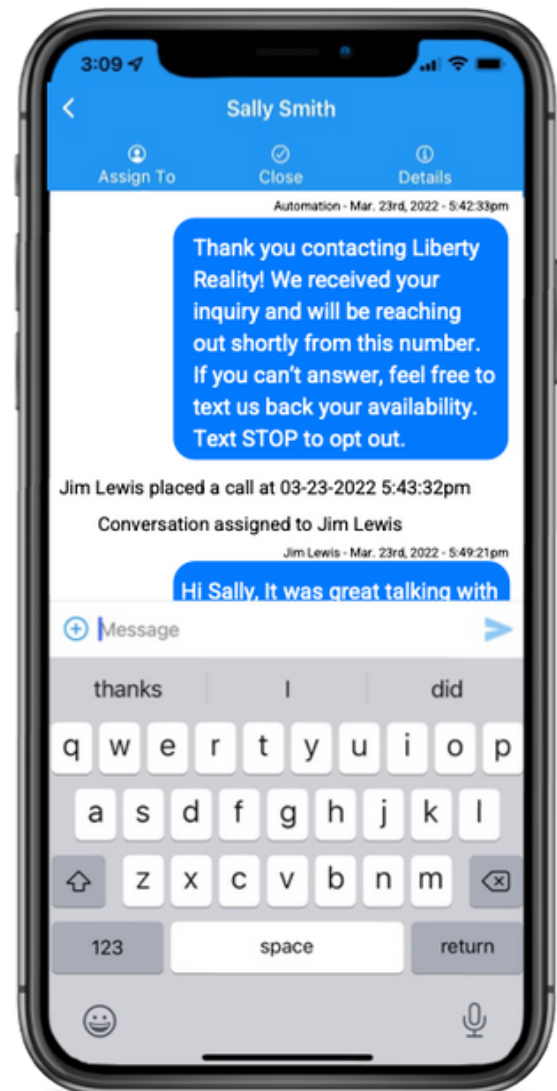 3:09
Sally Smith
Assign To Close Details
Automation - Mar. 23rd, 2022 - 5:42:33pm
Thank you contacting Liberty
Reality! We received your
inquiry and will be reaching
out shortly from this number.
If you can't answer, feel free to
text us back your availability.
Text STOP to opt out.
Jim Lewis placed a call at 03-23-2022 5:43:32pm
Conversation assigned to Jim Lewis
Jim Lewis - Mar. 23rd, 2022 - 5:49:21pm
Hi Sally, It was great talking with
Message
thanks I did
q w e r t y u i o p
a s d f g h j k l
z x c v b n m
123 space return